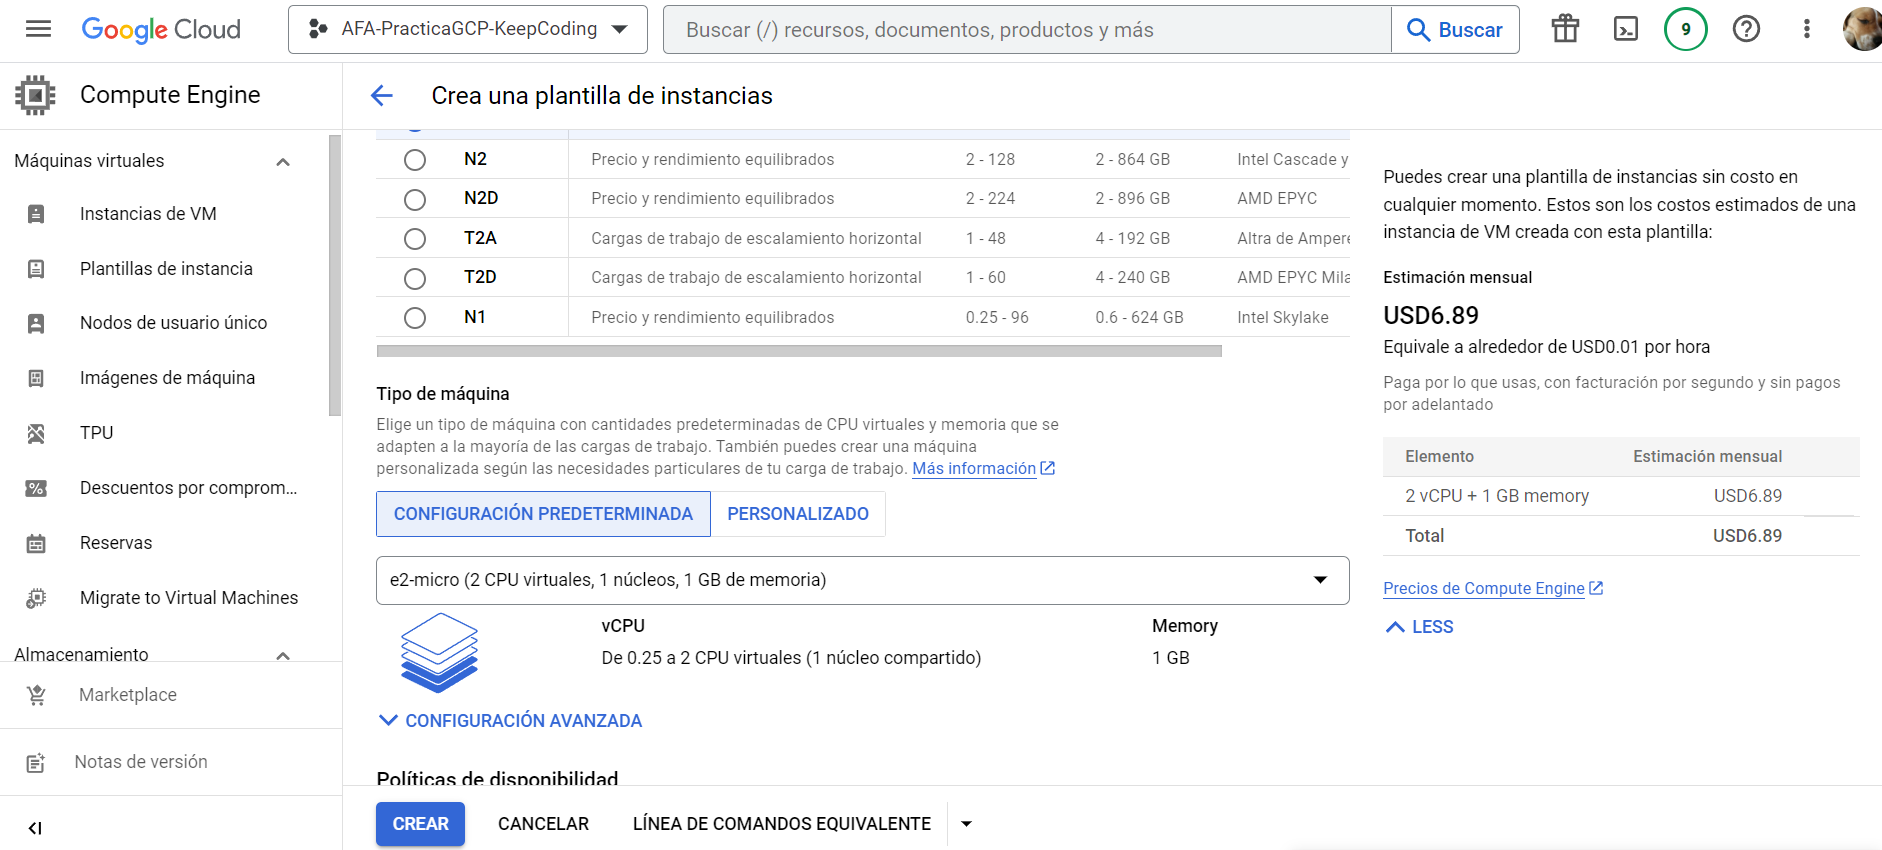 Google Cloud
AFA-PracticaGCP-KeepCoding
Buscar (/) recursos, documentos, productos y más
Buscar
9
Compute Engine
Máquinas virtuales
Instancias de VM
Plantillas de instancia
Nodos de usuario único
Imágenes de máquina
TPU
Descuentos por comprom...
Reservas
Migrate to Virtual Machines
Almacenamiento
Marketplace
Notas de versión
Crea una plantilla de instancias
N2 Precio y rendimiento equilibrados 2 - 128 2 - 864 GB Intel Cascade y
N2D Precio y rendimiento equilibrados 2 - 224 2 - 896 GB AMD EPYC
T2A Cargas de trabajo de escalamiento horizontal 1 - 48 4 - 192 GB Altra de Ampere
T2D Cargas de trabajo de escalamiento horizontal 1 - 60 4 - 240 GB AMD EPYC Mila
N1 Precio y rendimiento equilibrados 0.25 - 96 0.6 - 624 GB Intel Skylake
Tipo de máquina
Elige un tipo de máquina con cantidades predeterminadas de CPU virtuales y memoria que se
adapten a la mayoría de las cargas de trabajo. También puedes crear una máquina
personalizada según las necesidades particulares de tu carga de trabajo. Más información
CONFIGURACIÓN PREDETERMINADA PERSONALIZADO
e2-micro (2 CPU virtuales, 1 núcleos, 1 GB de memoria)
vCPU Memory
De 0.25 a 2 CPU virtuales (1 núcleo compartido) 1 GB
CONFIGURACIÓN AVANZADA
Políticas de disponibilidad
CREAR CANCELAR LÍNEA DE COMANDOS EQUIVALENTE
Puedes crear una plantilla de instancias sin costo en
cualquier momento. Estos son los costos estimados de una
instancia de VM creada con esta plantilla:
Estimación mensual
USD6.89
Equivale a alrededor de USD0.01 por hora
Paga por lo que usas, con facturación por segundo y sin pagos
por adelantado
Elemento Estimación mensual
2 vCPU + 1 GB memory USD6.89
Total USD6.89
Precios de Compute Engine
LESS